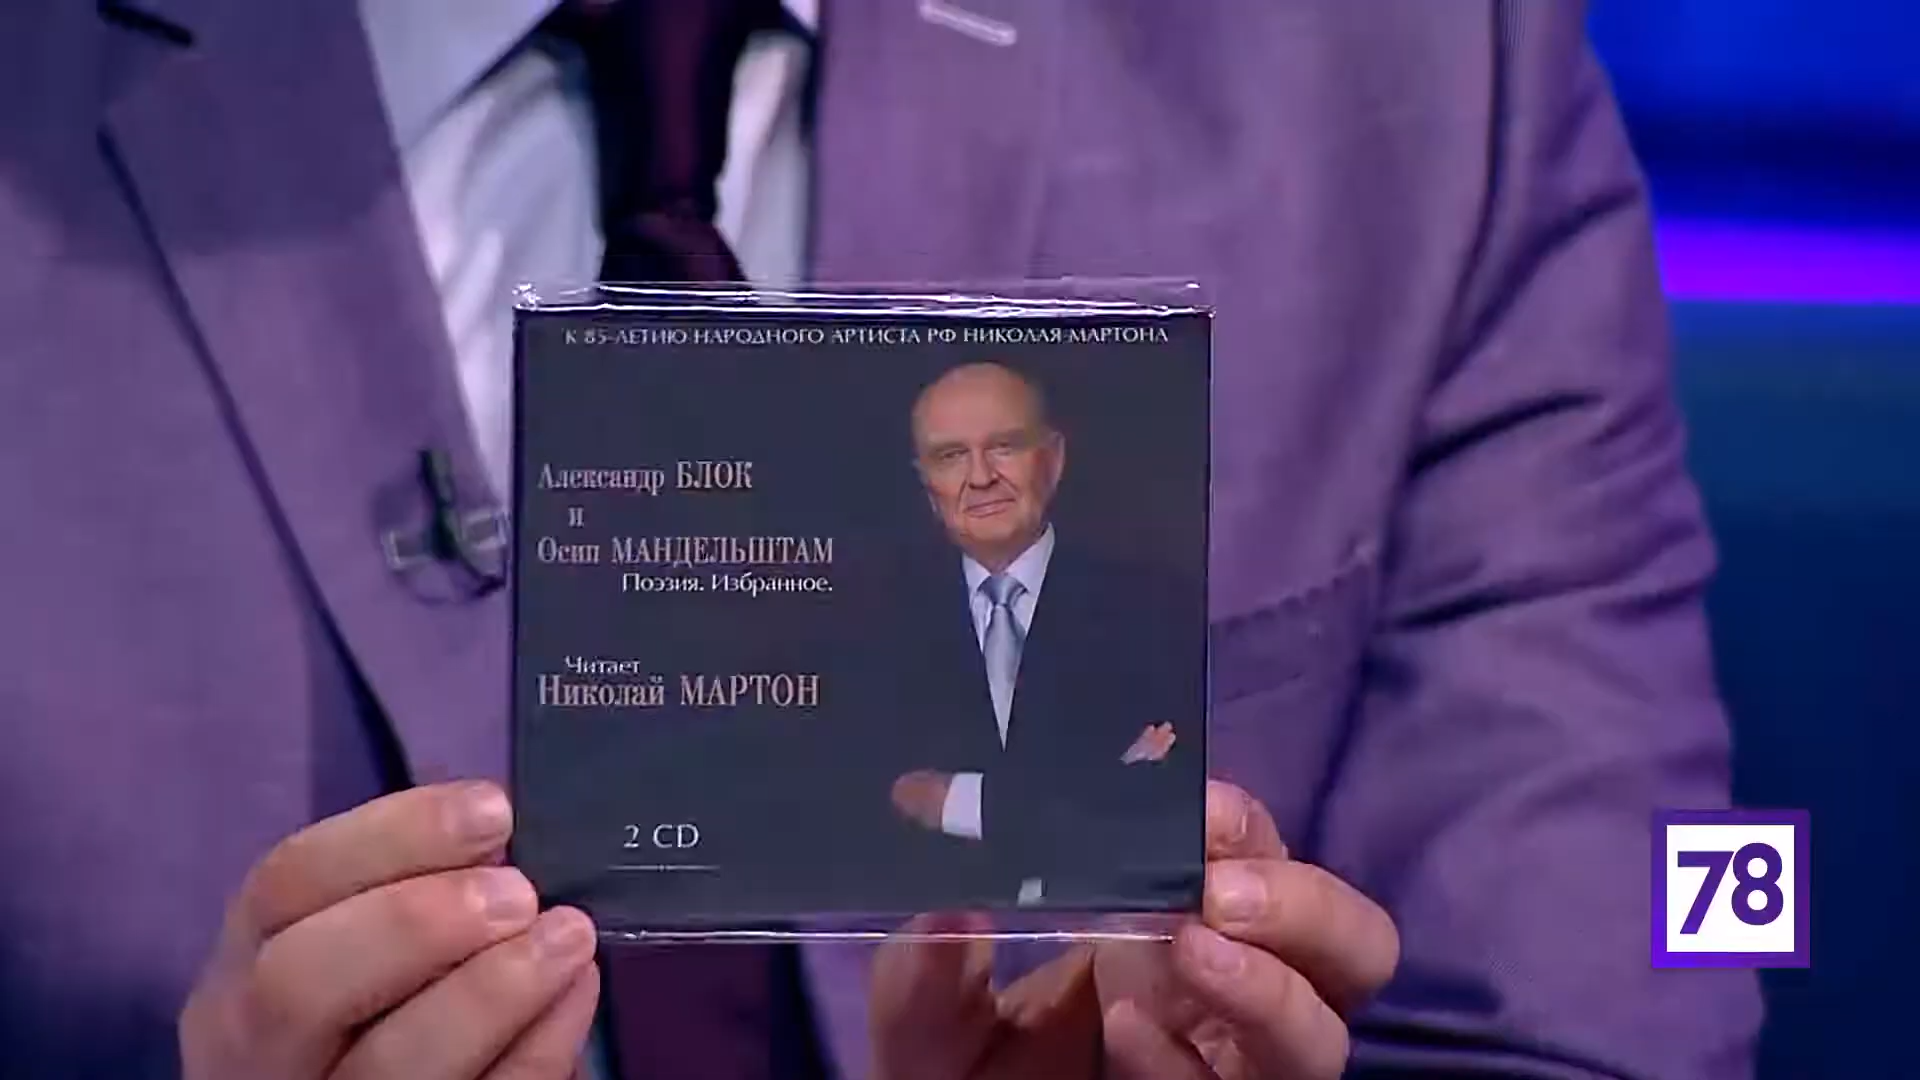 К 85-ЛЕТИЮ НАРОДНОГО АРТИСТА РФ НИКОЛАЯ МАРТОНА
Александр БЛОК
и
Осип МАНДЕЛЬШТАМ
Поэзия. Избранное.
Читает
Николай МАРТОН
2 CD
78